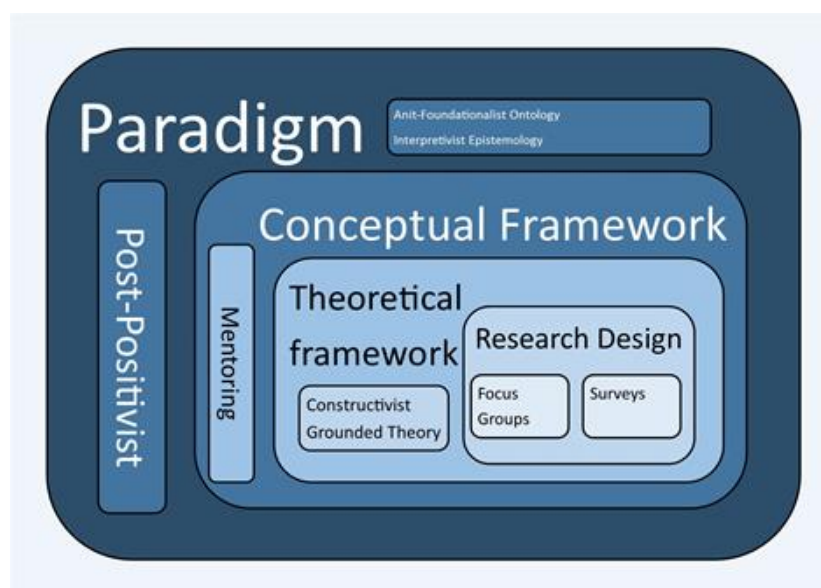 Paradigm
Anit-Foundationalist Ontology
Interpretivist Epistemology
Post-Positivist
Conceptual Framework
Mentoring
Theoretical
framework
Constructivist
Grounded Theory
Research Design
Focus
Groups
Surveys